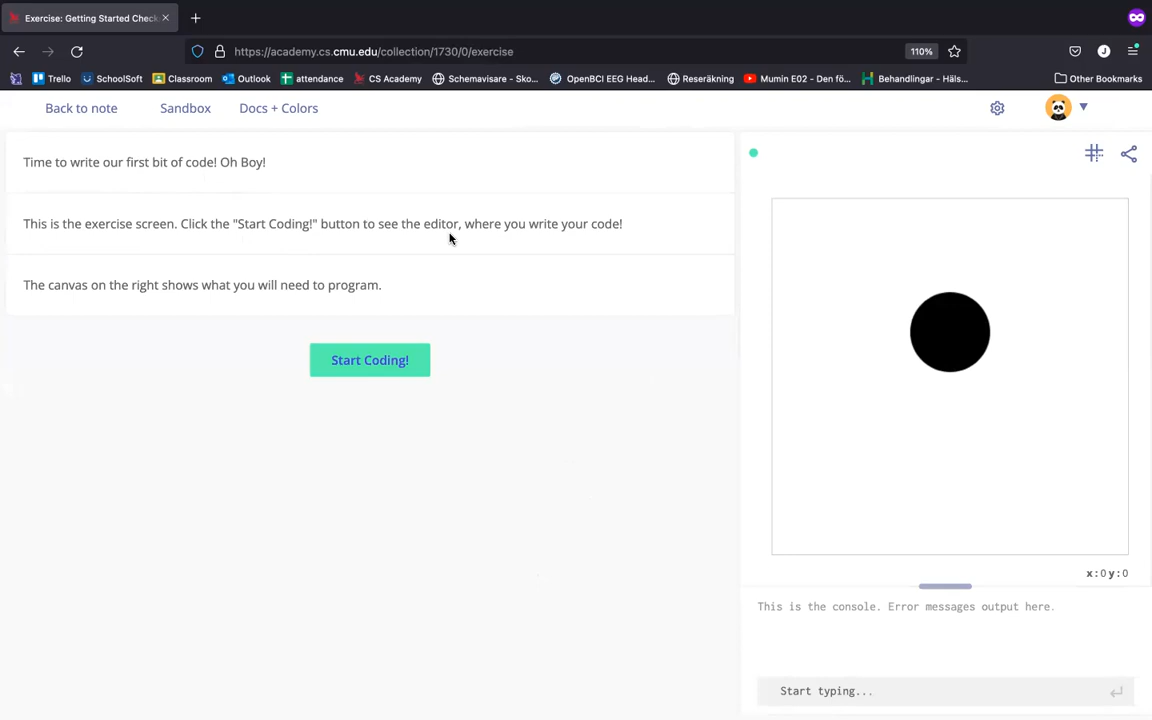 Exercise: Getting Started Check
https://academy.cs.cmu.edu/collection/1730/0/exercise
110%
J
Trello
SchoolSoft
Classroom
Outlook
attendance
CS Academy
Schemavisare - Sko...
OpenBCI EEG Head...
Reseräkning
Mumin E02 - Den fö...
Behandlingar - Häls...
Other Bookmarks
Back to note
Sandbox
Docs + Colors
Time to write our first bit of code! Oh Boy!
This is the exercise screen. Click the "Start Coding!" button to see the editor, where you write your code!
The canvas on the right shows what you will need to program.
Start Coding!
x:0 y:0
This is the console. Error messages output here.
Start typing...